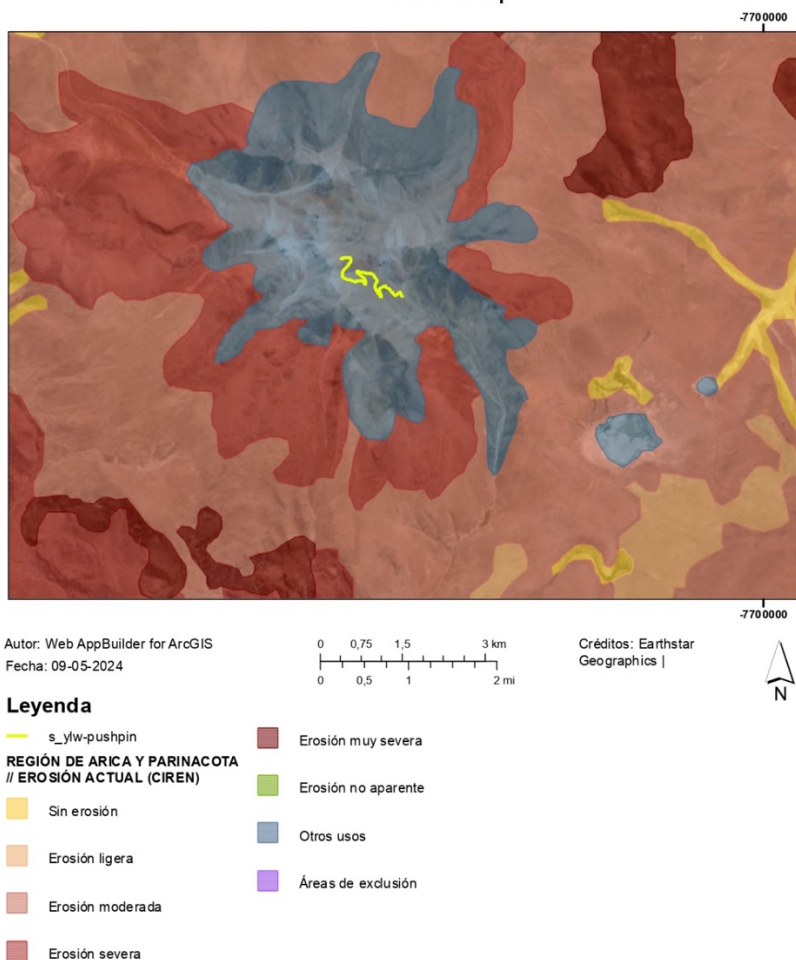 -7700000
-7700000
Autor: Web AppBuilder for ArcGIS
Fecha: 09-05-2024
0 0,75 1,5 3 km
0 0,5 1 2 mi
Créditos: Earthstar
Geographics |
N
Leyenda
s_ylw-pushpin
REGIÓN DE ARICA Y PARINACOTA
// EROSIÓN ACTUAL (CIREN)
Sin erosión
Erosión ligera
Erosión moderada
Erosión severa
Erosión muy severa
Erosión no aparente
Otros usos
Áreas de exclusión